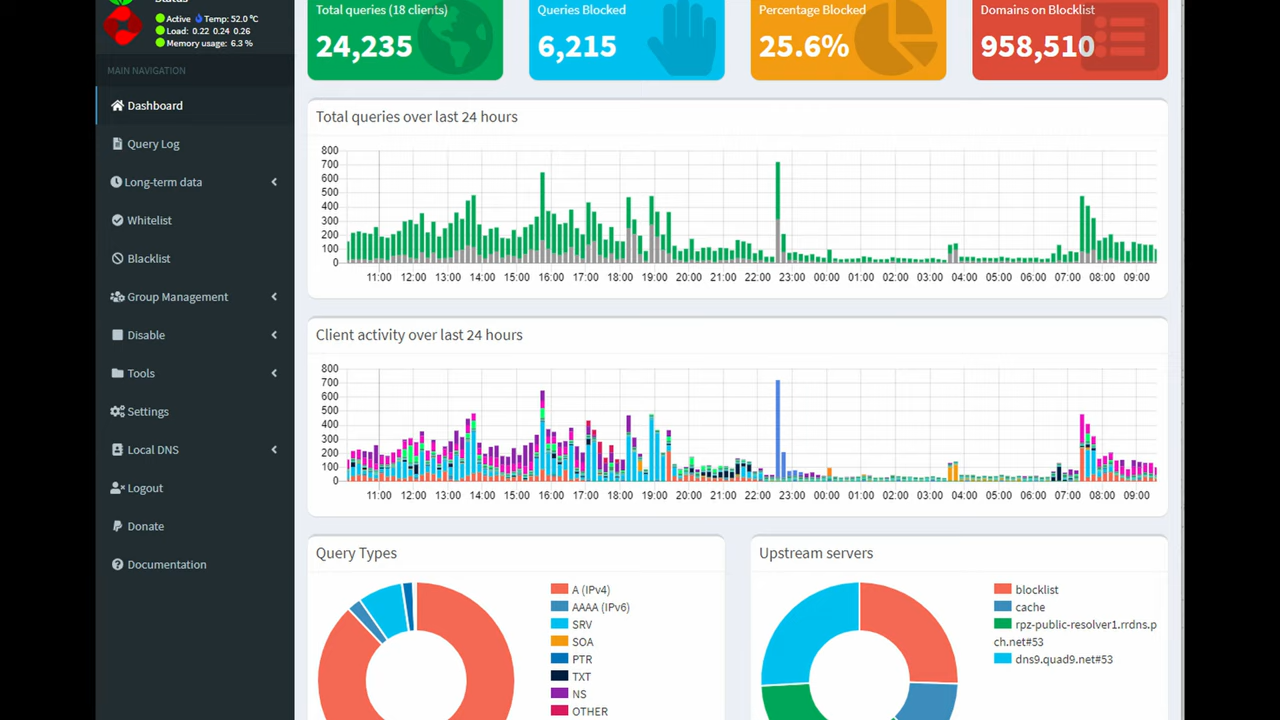 Status
Active Temp: 52.0 ºC
Load: 0.22 0.24 0.26
Memory usage: 6.3 %
MAIN NAVIGATION
Dashboard
Query Log
Long-term data
Whitelist
Blacklist
Group Management
Disable
Tools
Settings
Local DNS
Logout
Donate
Documentation
Total queries (18 clients)
24,235
Queries Blocked
6,215
Percentage Blocked
25.6%
Domains on Blocklist
958,510
Total queries over last 24 hours
800
700
600
500
400
300
200
100
0
11:00 12:00 13:00 14:00 15:00 16:00 17:00 18:00 19:00 20:00 21:00 22:00 23:00 00:00 01:00 02:00 03:00 04:00 05:00 06:00 07:00 08:00 09:00
Client activity over last 24 hours
800
700
600
500
400
300
200
100
0
11:00 12:00 13:00 14:00 15:00 16:00 17:00 18:00 19:00 20:00 21:00 22:00 23:00 00:00 01:00 02:00 03:00 04:00 05:00 06:00 07:00 08:00 09:00
Query Types
A (IPv4)
AAAA (IPv6)
SRV
SOA
PTR
TXT
NS
OTHER
Upstream servers
blocklist
cache
rpz-public-resolver1.rrdns.p
ch.net#53
dns9.quad9.net#53